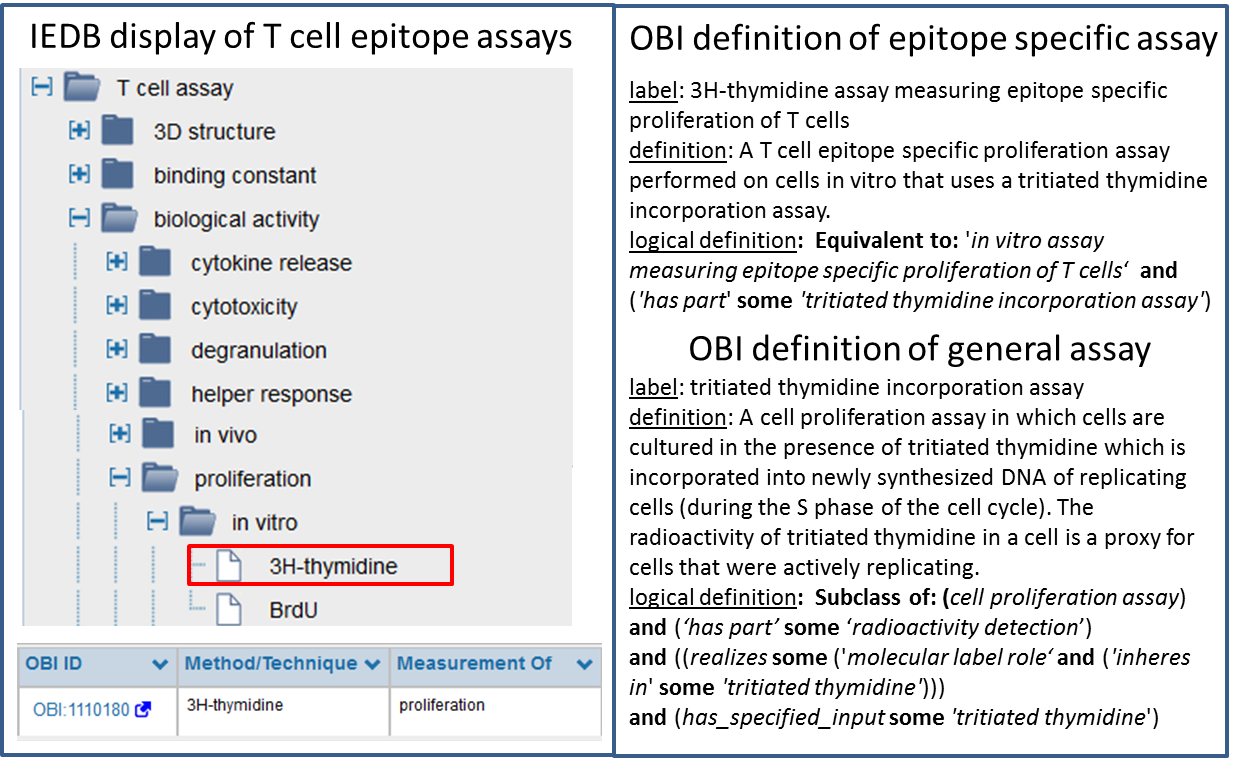 IEDB display of T cell epitope assays
[-] T cell assay
[+] 3D structure
[+] binding constant
[-] biological activity
[+] cytokine release
[+] cytotoxicity
[+] degranulation
[+] helper response
[+] in vivo
[-] proliferation
[-] in vitro
3H-thymidine
BrdU
OBI ID Method/Technique Measurement Of
OBI:1110180 3H-thymidine proliferation
OBI definition of epitope specific assay
label: 3H-thymidine assay measuring epitope specific
proliferation of T cells
definition: A T cell epitope specific proliferation assay
performed on cells in vitro that uses a tritiated thymidine
incorporation assay.
logical definition: Equivalent to: 'in vitro assay
measuring epitope specific proliferation of T cells‘ and
('has part' some 'tritiated thymidine incorporation assay')
OBI definition of general assay
label: tritiated thymidine incorporation assay
definition: A cell proliferation assay in which cells are
cultured in the presence of tritiated thymidine which is
incorporated into newly synthesized DNA of replicating
cells (during the S phase of the cell cycle). The
radioactivity of tritiated thymidine in a cell is a proxy for
cells that were actively replicating.
logical definition: Subclass of: (cell proliferation assay)
and (‘has part’ some ‘radioactivity detection’)
and ((realizes some ('molecular label role‘ and ('inheres
in' some 'tritiated thymidine')))
and (has_specified_input some 'tritiated thymidine')